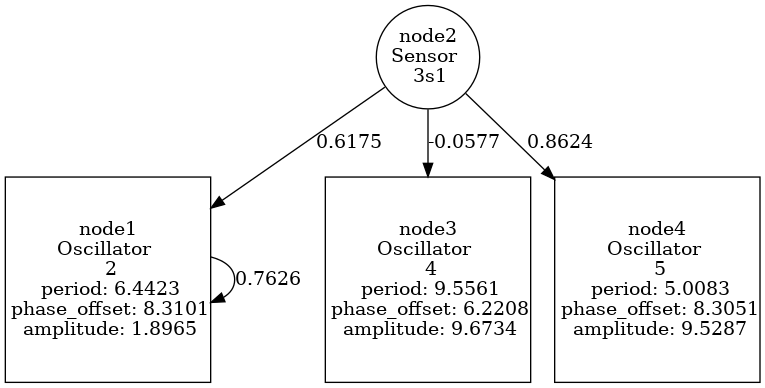 node2
Sensor
3s1
0.6175
-0.0577
0.8624
node1
Oscillator
2
period: 6.4423
phase_offset: 8.3101
amplitude: 1.8965
0.7626
node3
Oscillator
4
period: 9.5561
phase_offset: 6.2208
amplitude: 9.6734
node4
Oscillator
5
period: 5.0083
phase_offset: 8.3051
amplitude: 9.5287